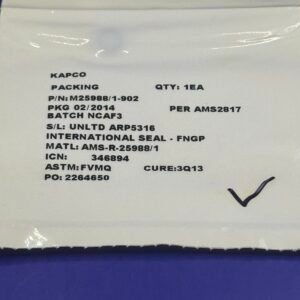 KAPCO
PACKING QTY: 1EA
P/N: M25988/1-902
PKG 02/2014 PER AMS2817
BATCH NCAF3
S/L: UNLTD ARP5316
INTERNATIONAL SEAL - FNGP
MATL: AMS-R-25988/1
ICN: 346894
ASTM: FVMQ CURE:3Q13
PO: 2264650